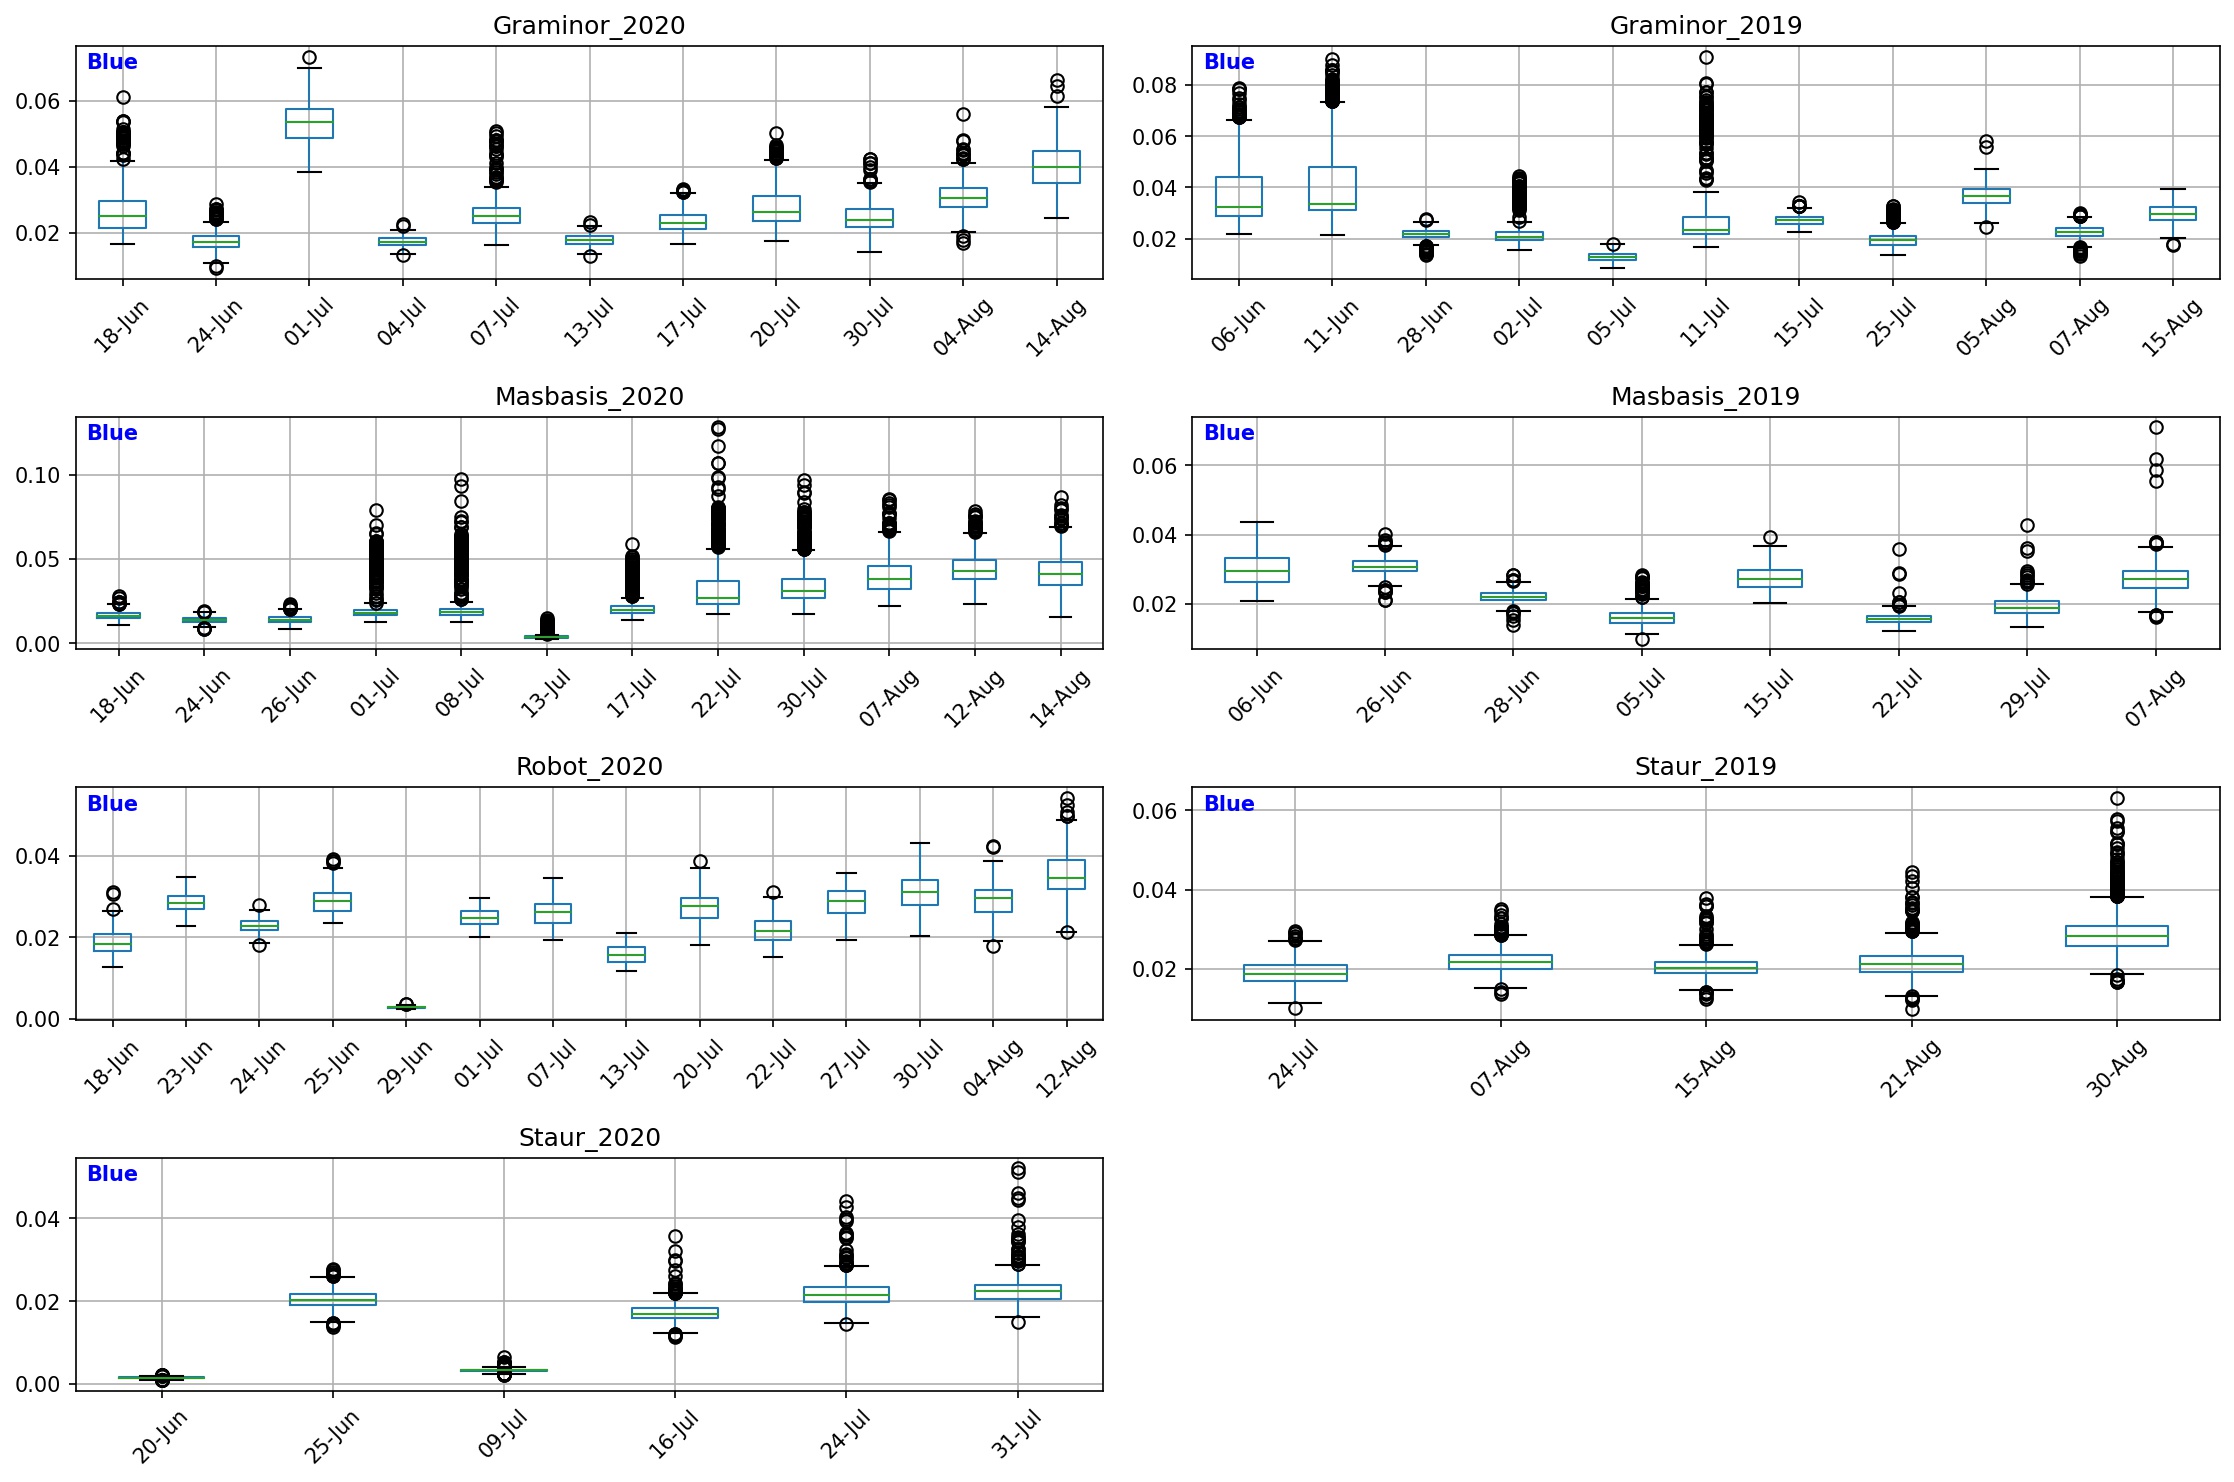 Graminor_2020
Blue
0.06
0.04
0.02
18-Jun 24-Jun 01-Jul 04-Jul 07-Jul 13-Jul 17-Jul 20-Jul 30-Jul 04-Aug 14-Aug
Graminor_2019
Blue
0.08
0.06
0.04
0.02
06-Jun 11-Jun 28-Jun 02-Jul 05-Jul 11-Jul 15-Jul 25-Jul 05-Aug 07-Aug 15-Aug
Masbasis_2020
Blue
0.10
0.05
0.00
18-Jun 24-Jun 26-Jun 01-Jul 08-Jul 13-Jul 17-Jul 22-Jul 30-Jul 07-Aug 12-Aug 14-Aug
Masbasis_2019
Blue
0.06
0.04
0.02
06-Jun 26-Jun 28-Jun 05-Jul 15-Jul 22-Jul 29-Jul 07-Aug
Robot_2020
Blue
0.04
0.02
0.00
18-Jun 23-Jun 24-Jun 25-Jun 29-Jun 01-Jul 07-Jul 13-Jul 20-Jul 22-Jul 27-Jul 30-Jul 04-Aug 12-Aug
Staur_2019
Blue
0.06
0.04
0.02
24-Jul 07-Aug 15-Aug 21-Aug 30-Aug
Staur_2020
Blue
0.04
0.02
0.00
20-Jun 25-Jun 09-Jul 16-Jul 24-Jul 31-Jul